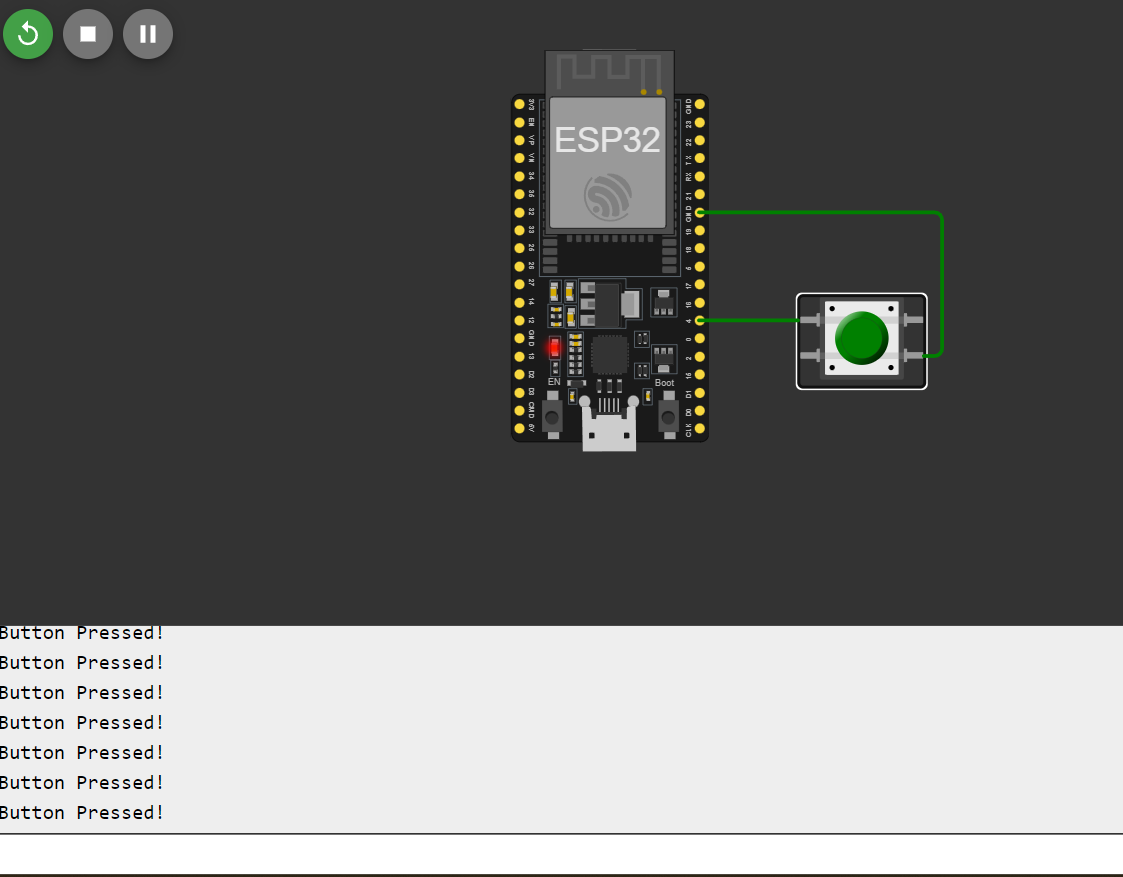 ESP32
3V3
EN
VP
VN
34
35
32
33
25
26
27
14
12
GND
13
D2
D3
CMD
5V
GND
23
22
TX
RX
21
GND
19
18
5
17
16
4
0
2
15
D1
D0
CLK
EN
Boot
Button Pressed!
Button Pressed!
Button Pressed!
Button Pressed!
Button Pressed!
Button Pressed!
Button Pressed!